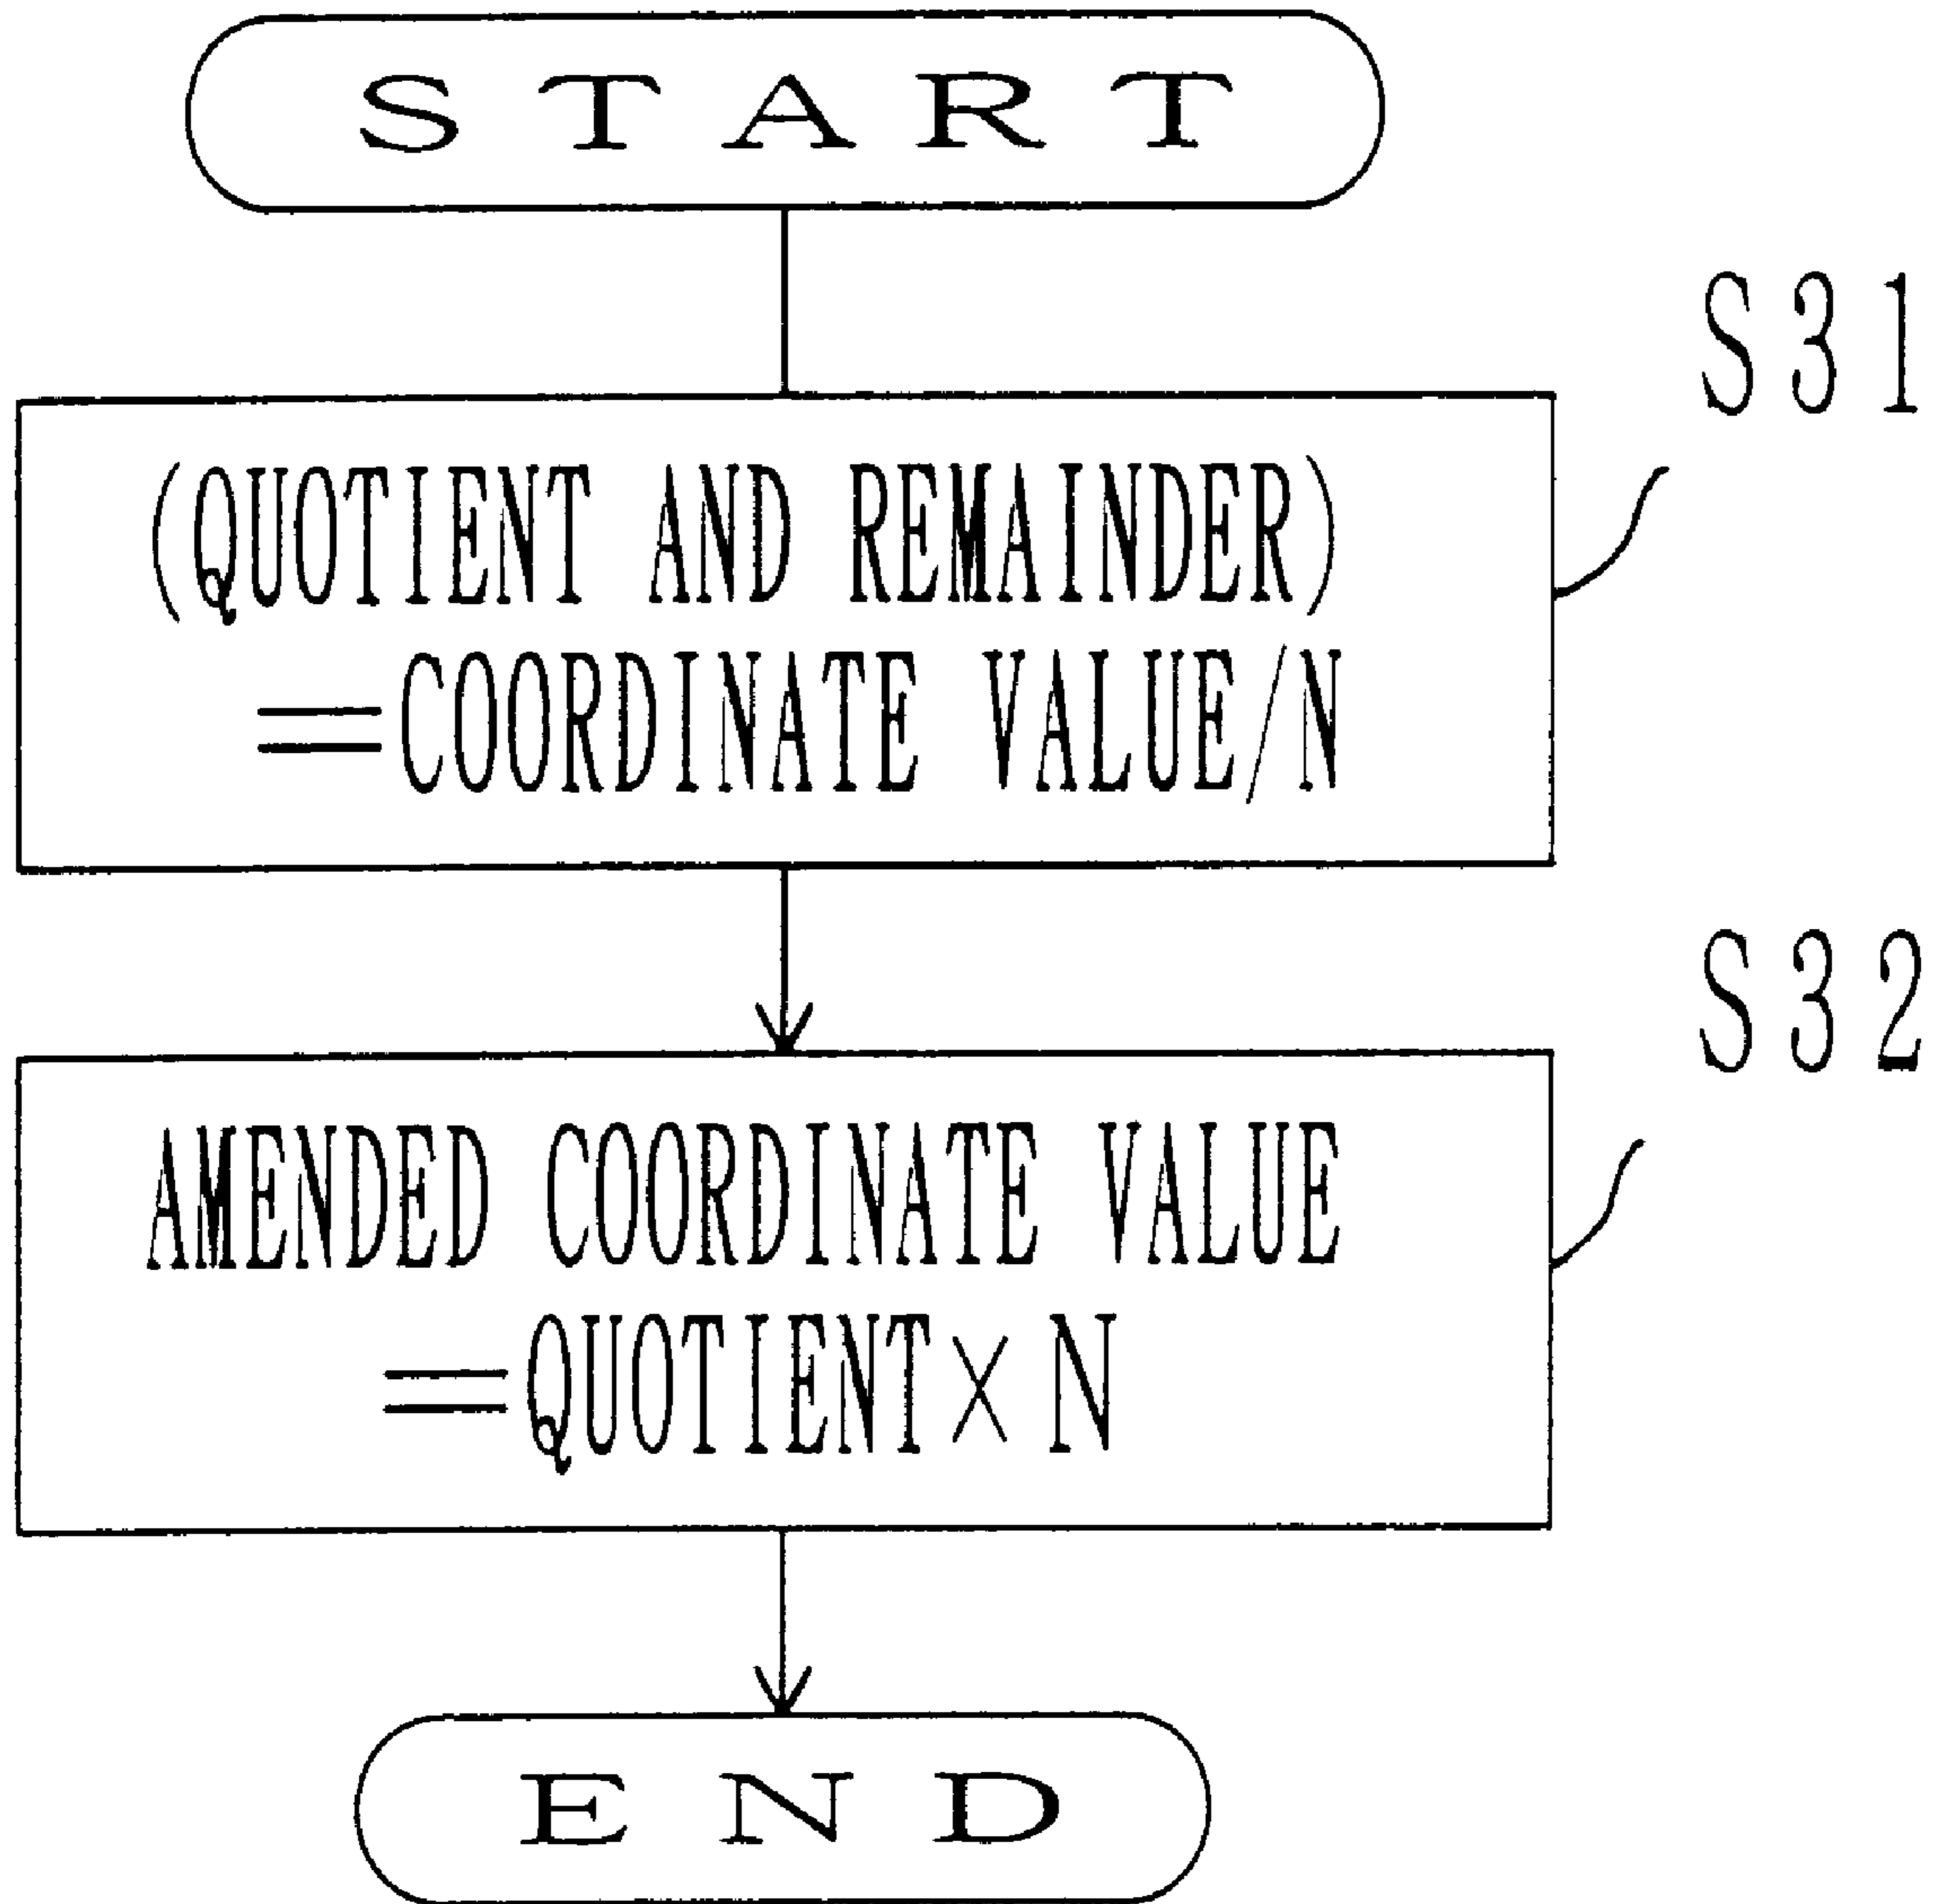 START
S31
(QUOTIENT AND REMAINDER)
=COORDINATE VALUE/N
S32
AMENDED COORDINATE VALUE
=QUOTIENT×N
END